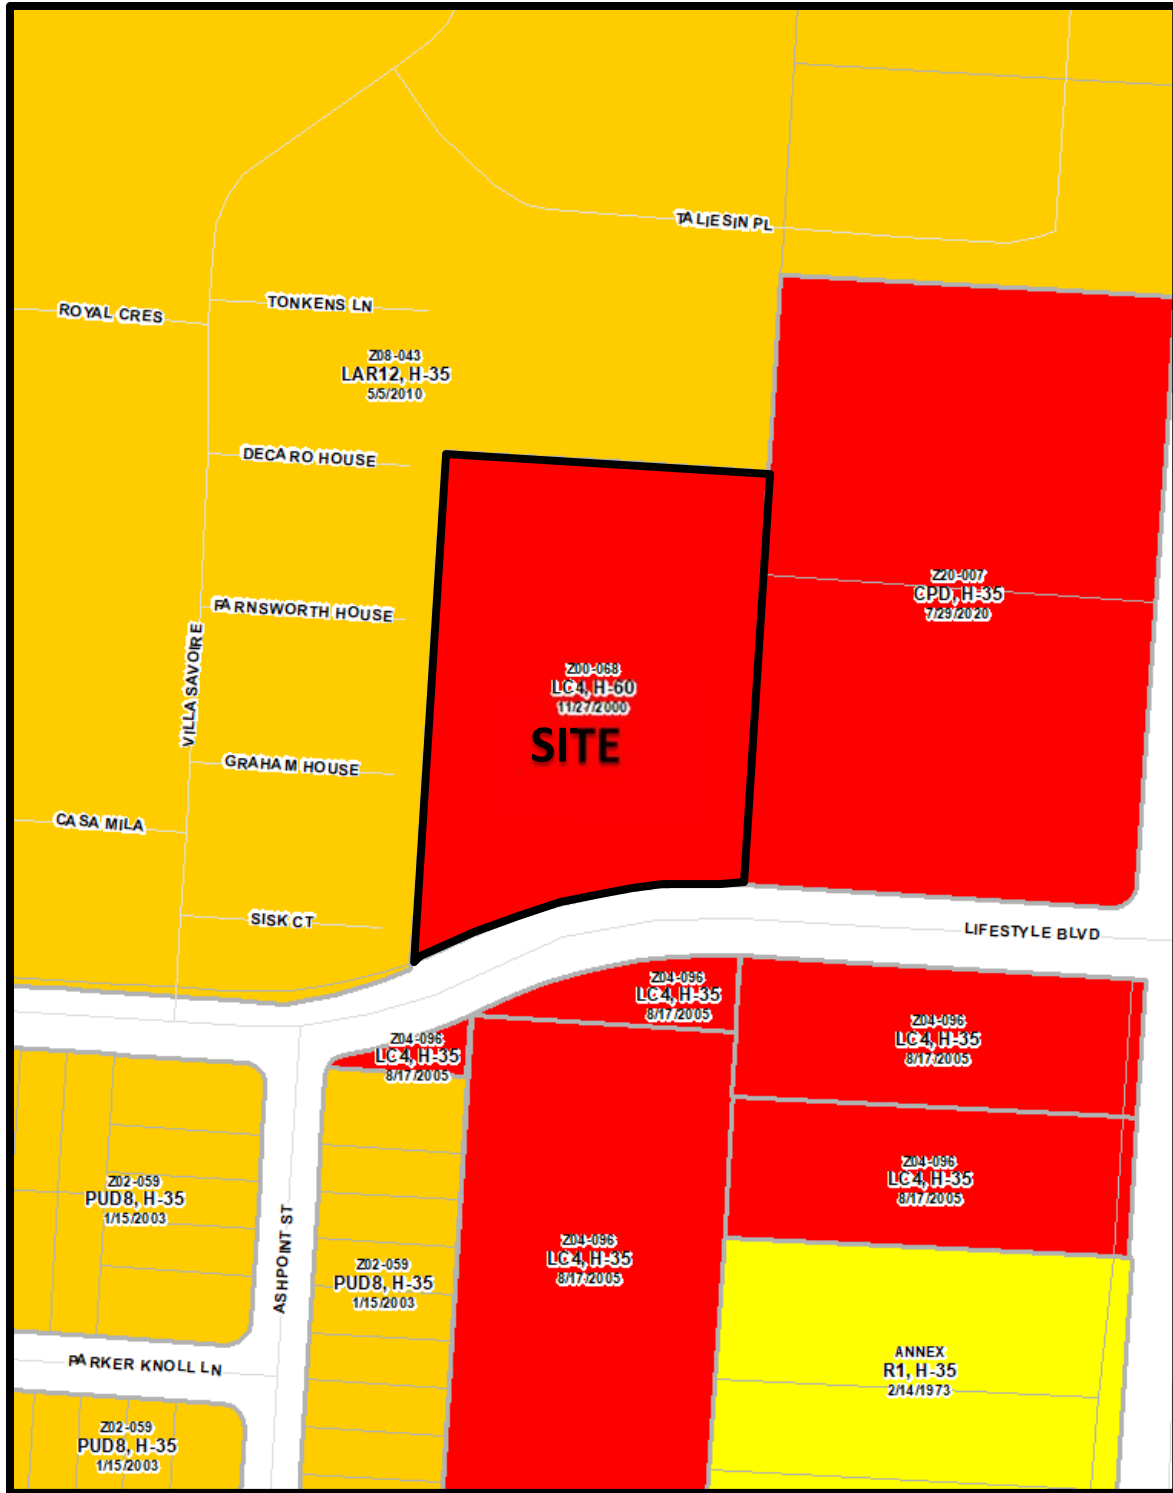 TALIESIN PL
TONKENS LN
ROYAL CRES
Z08-043
LAR12, H-35
5/5/2010
DECARO HOUSE
Z20-007
CPD, H-35
7/29/2020
FARNSWORTH HOUSE
VILLA SAVOIRE
Z00-068
LC4, H-60
11/27/2000
SITE
GRAHAM HOUSE
CASA MILA
SISK CT
LIFESTYLE BLVD
Z04-096
LC4, H-35
8/17/2005
Z04-096
LC4, H-35
8/17/2005
Z04-096
LC4, H-35
8/17/2005
Z04-096
LC4, H-35
8/17/2005
Z02-059
PUD8, H-35
1/15/2003
ASHPOINT ST
Z04-096
LC4, H-35
8/17/2005
Z02-059
PUD8, H-35
1/15/2003
ANNEX
R1, H-35
2/14/1973
PARKER KNOLL LN
Z02-059
PUD8, H-35
1/15/2003